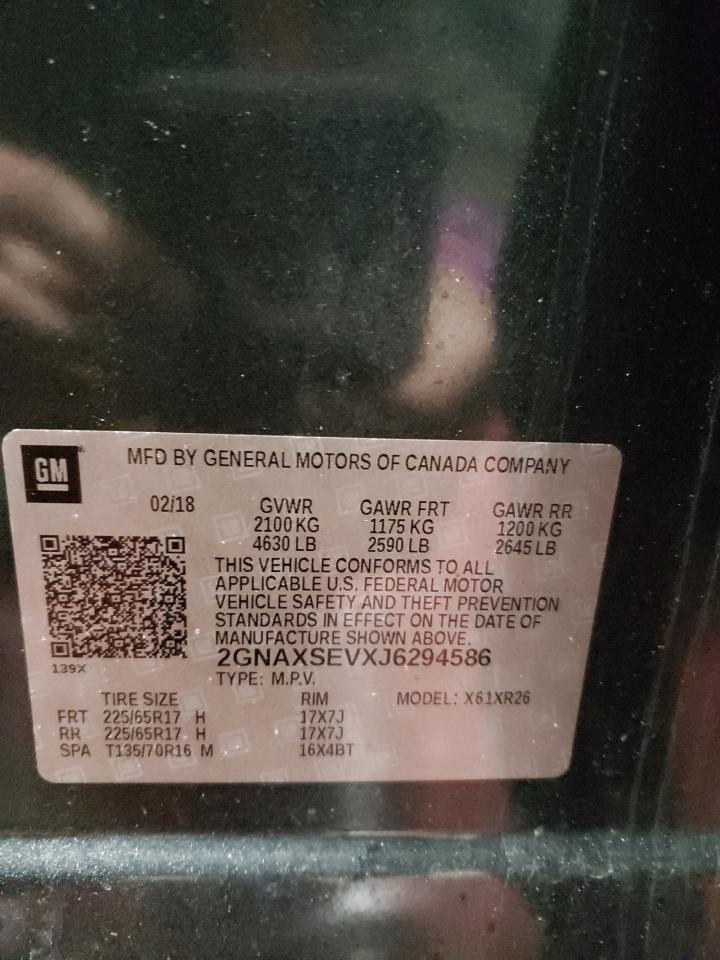 GM
MFD BY GENERAL MOTORS OF CANADA COMPANY
02/18 GVWR GAWR FRT GAWR RR
2100 KG 1175 KG 1200 KG
4630 LB 2590 LB 2645 LB
THIS VEHICLE CONFORMS TO ALL
APPLICABLE U.S. FEDERAL MOTOR
VEHICLE SAFETY AND THEFT PREVENTION
STANDARDS IN EFFECT ON THE DATE OF
MANUFACTURE SHOWN ABOVE.
2GNAXSEVXJ6294586
139X
TYPE: M.P.V.
TIRE SIZE RIM MODEL: X61XR26
FRT 225/65R17 H 17X7J
RR 225/65R17 H 17X7J
SPA T135/70R16 M 16X4BT